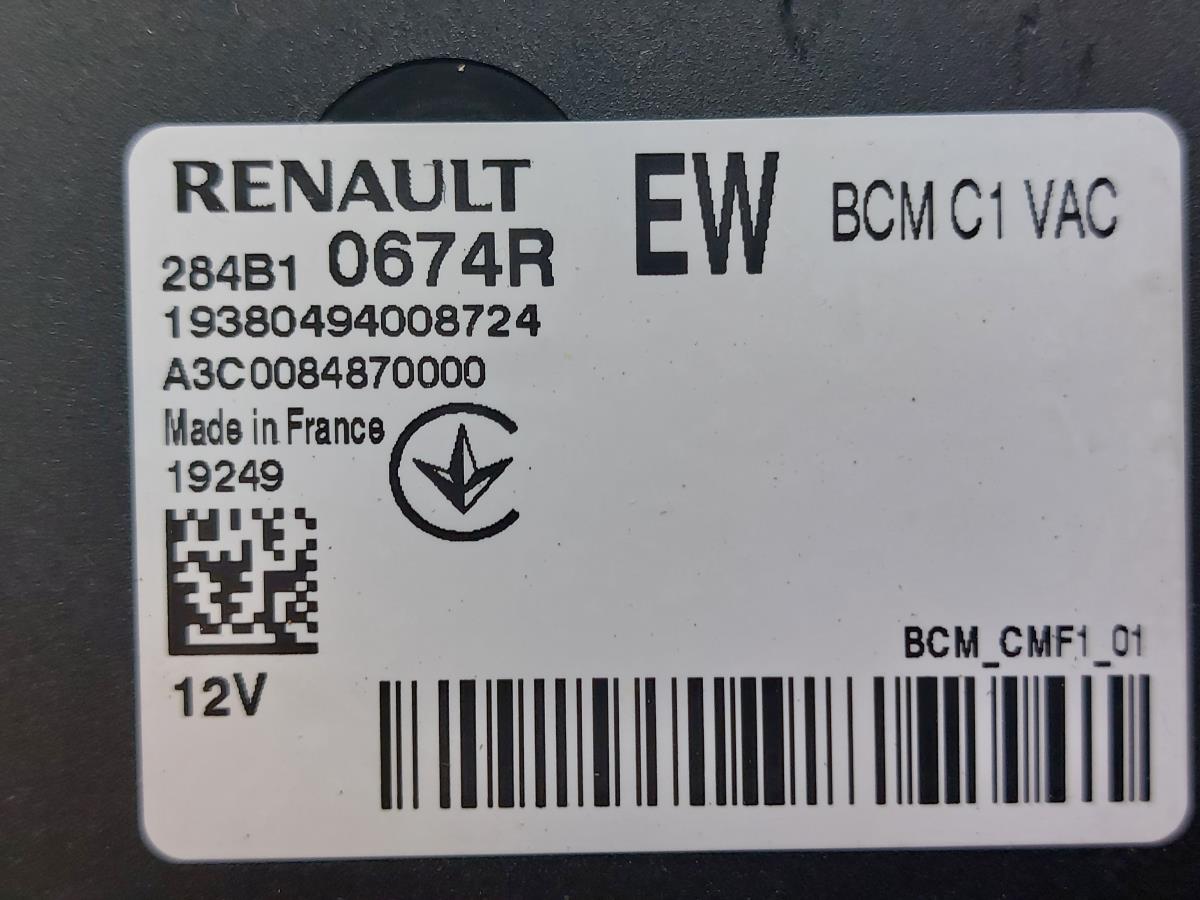 RENAULT EW BCM C1 VAC
284B1 0674R
19380494008724
A3C0084870000
Made in France
19249
BCM_CMF1_01
12V